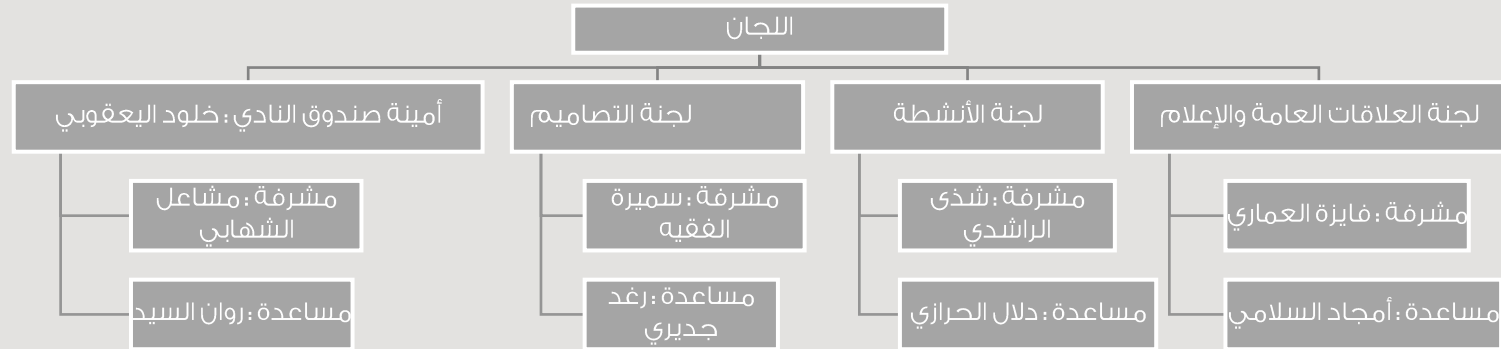 اللجان
لجنة العلاقات العامة والإعلام
مشرفة : فايزة العماري
مساعدة : أمجاد السلامي
لجنة الأنشطة
مشرفة : شذى
الراشدي
مساعدة : دلال الحرازي
لجنة التصاميم
مشرفة : سميرة
الفقيه
مساعدة : رغد
جديري
أمينة صندوق النادي : خلود اليعقوبي
مشرفة : مشاعل
الشهابي
مساعدة : روان السيد